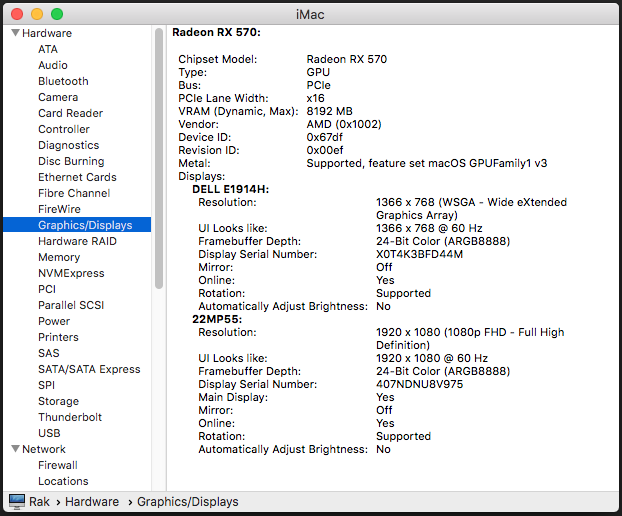 iMac
Hardware
ATA
Audio
Bluetooth
Camera
Card Reader
Controller
Diagnostics
Disc Burning
Ethernet Cards
Fibre Channel
FireWire
Graphics/Displays
Hardware RAID
Memory
NVMExpress
PCI
Parallel SCSI
Power
Printers
SAS
SATA/SATA Express
SPI
Storage
Thunderbolt
USB
Network
Firewall
Locations
Radeon RX 570:
Chipset Model: Radeon RX 570
Type: GPU
Bus: PCIe
PCIe Lane Width: x16
VRAM (Dynamic, Max): 8192 MB
Vendor: AMD (0x1002)
Device ID: 0x67df
Revision ID: 0x00ef
Metal: Supported, feature set macOS GPUFamily1 v3
Displays:
DELL E1914H:
Resolution: 1366 x 768 (WSGA - Wide eXtended
Graphics Array)
UI Looks like: 1366 x 768 @ 60 Hz
Framebuffer Depth: 24-Bit Color (ARGB8888)
Display Serial Number: X0T4K3BFD44M
Mirror: Off
Online: Yes
Rotation: Supported
Automatically Adjust Brightness: No
22MP55:
Resolution: 1920 x 1080 (1080p FHD - Full High
Definition)
UI Looks like: 1920 x 1080 @ 60 Hz
Framebuffer Depth: 24-Bit Color (ARGB8888)
Display Serial Number: 407NDNU8V975
Main Display: Yes
Mirror: Off
Online: Yes
Rotation: Supported
Automatically Adjust Brightness: No
Rak › Hardware › Graphics/Displays